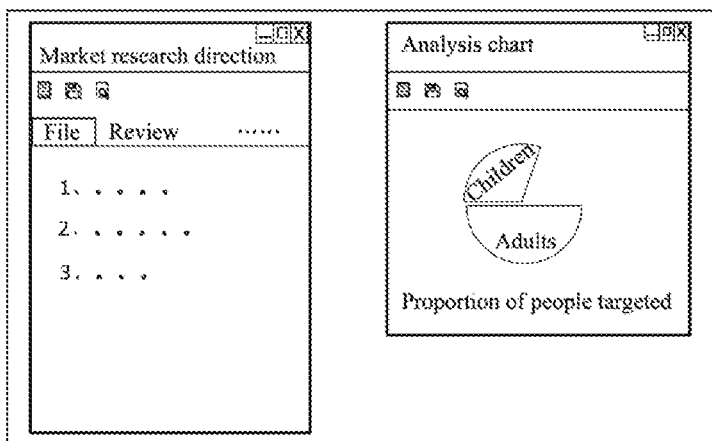 Market research direction
File Review ......
1、. . . .
2、. . . . .
3、. . .
Analysis chart
Children
Adults
Proportion of people targeted